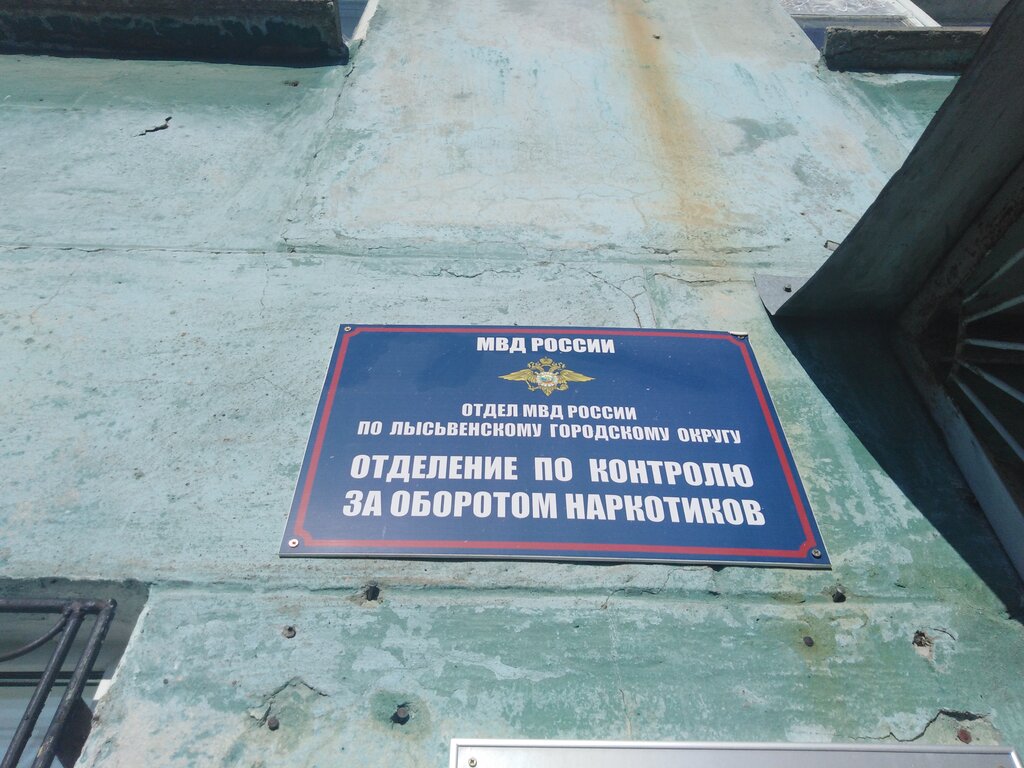 МВД РОССИИ
ОТДЕЛ МВД РОССИИ
ПО ЛЫСЬВЕНСКОМУ ГОРОДСКОМУ ОКРУГУ
ОТДЕЛЕНИЕ ПО КОНТРОЛЮ
ЗА ОБОРОТОМ НАРКОТИКОВ